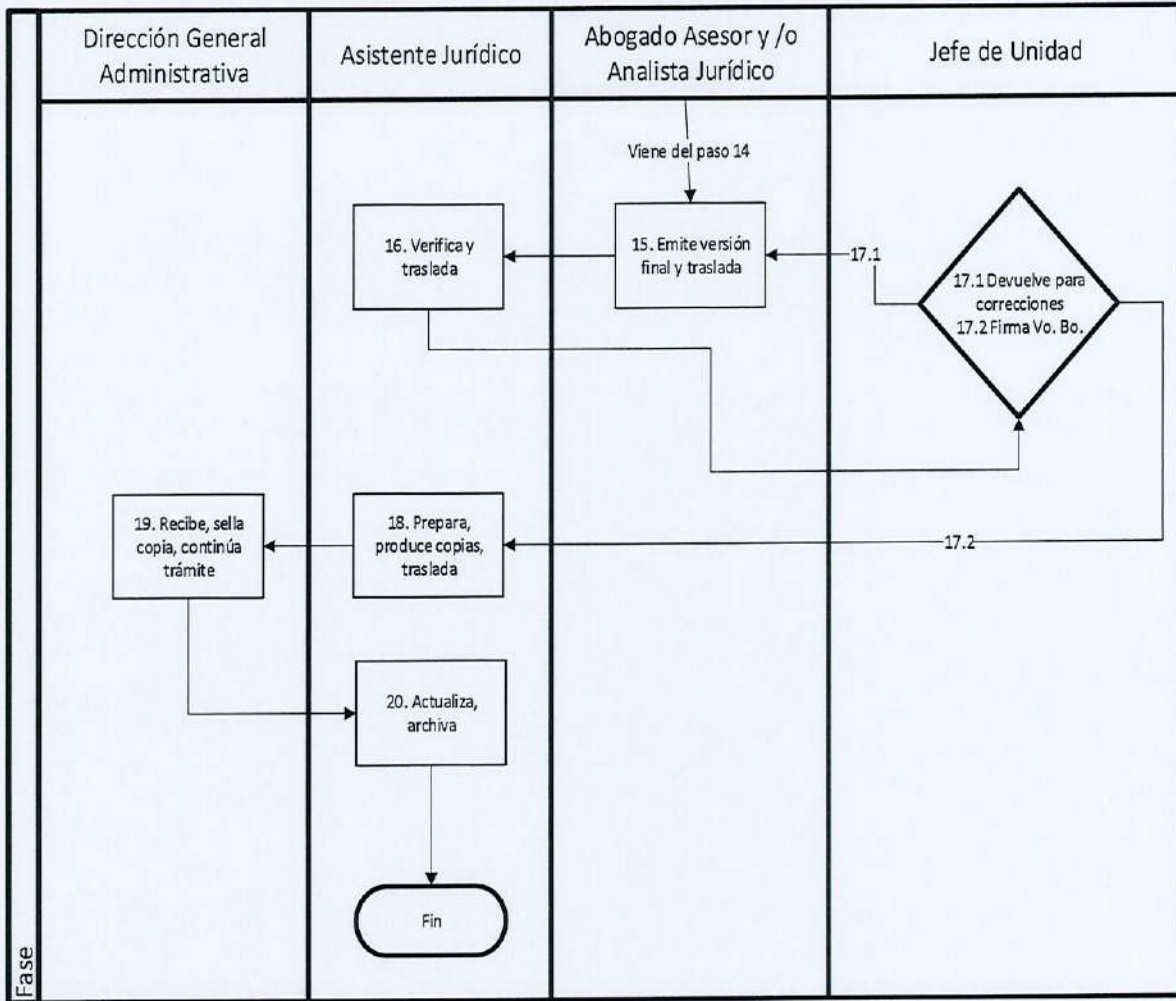 Dirección General
Administrativa
Asistente Jurídico
Abogado Asesor y /o
Analista Jurídico
Jefe de Unidad
Viene del paso 14
16. Verifica y
traslada
15. Emite versión
final y traslada
17.1
17.1 Devuelve para
correcciones
17.2 Firma Vo. Bo.
19. Recibe, sella
copia, continúa
trámite
18. Prepara,
produce copias,
traslada
17.2
20. Actualiza,
archiva
Fin
Fase